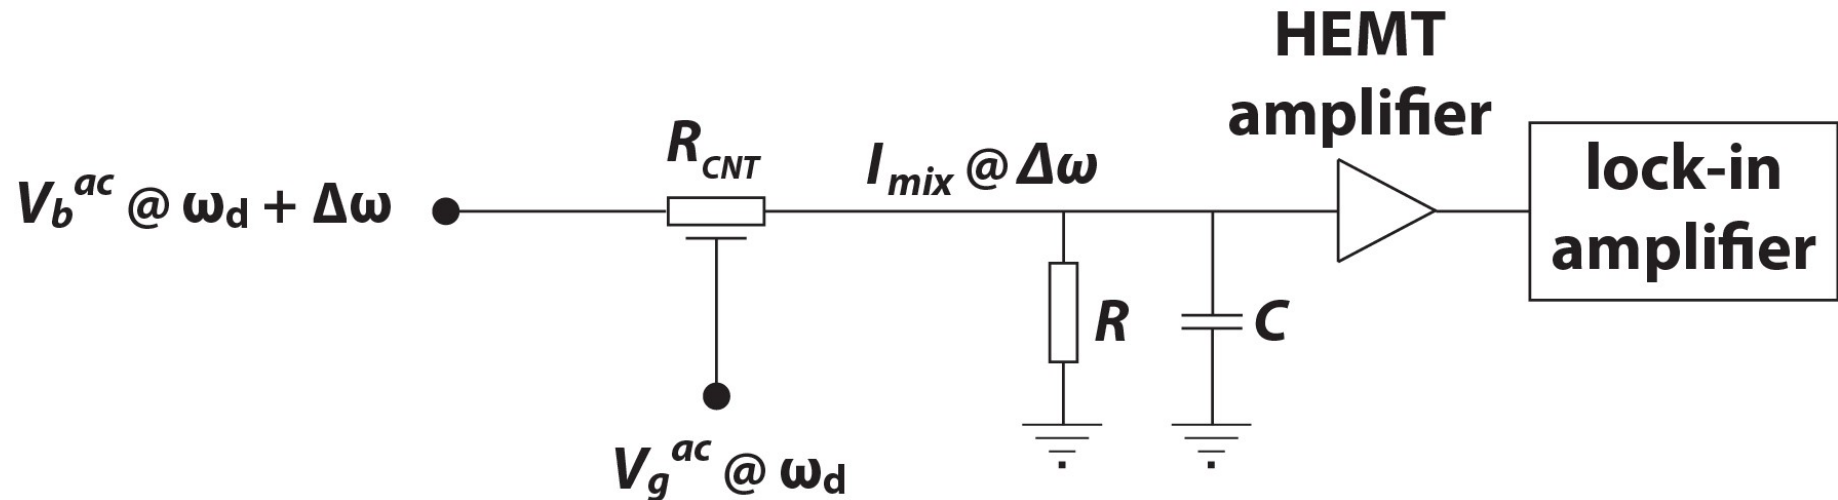 HEMT
amplifier
R_CNT
I_mix @ Δω
V_b^ac @ ω_d + Δω
lock-in
amplifier
R
C
V_g^ac @ ω_d